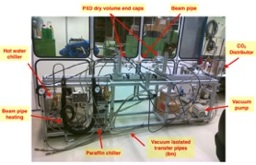 PXD dry volume end caps
Beam pipe
Hot water
chiller
CO₂
Distributor
Beam pipe
heating
Vacuum
pump
Paraffin chiller
Vacuum isolated
transfer pipes
(6m)